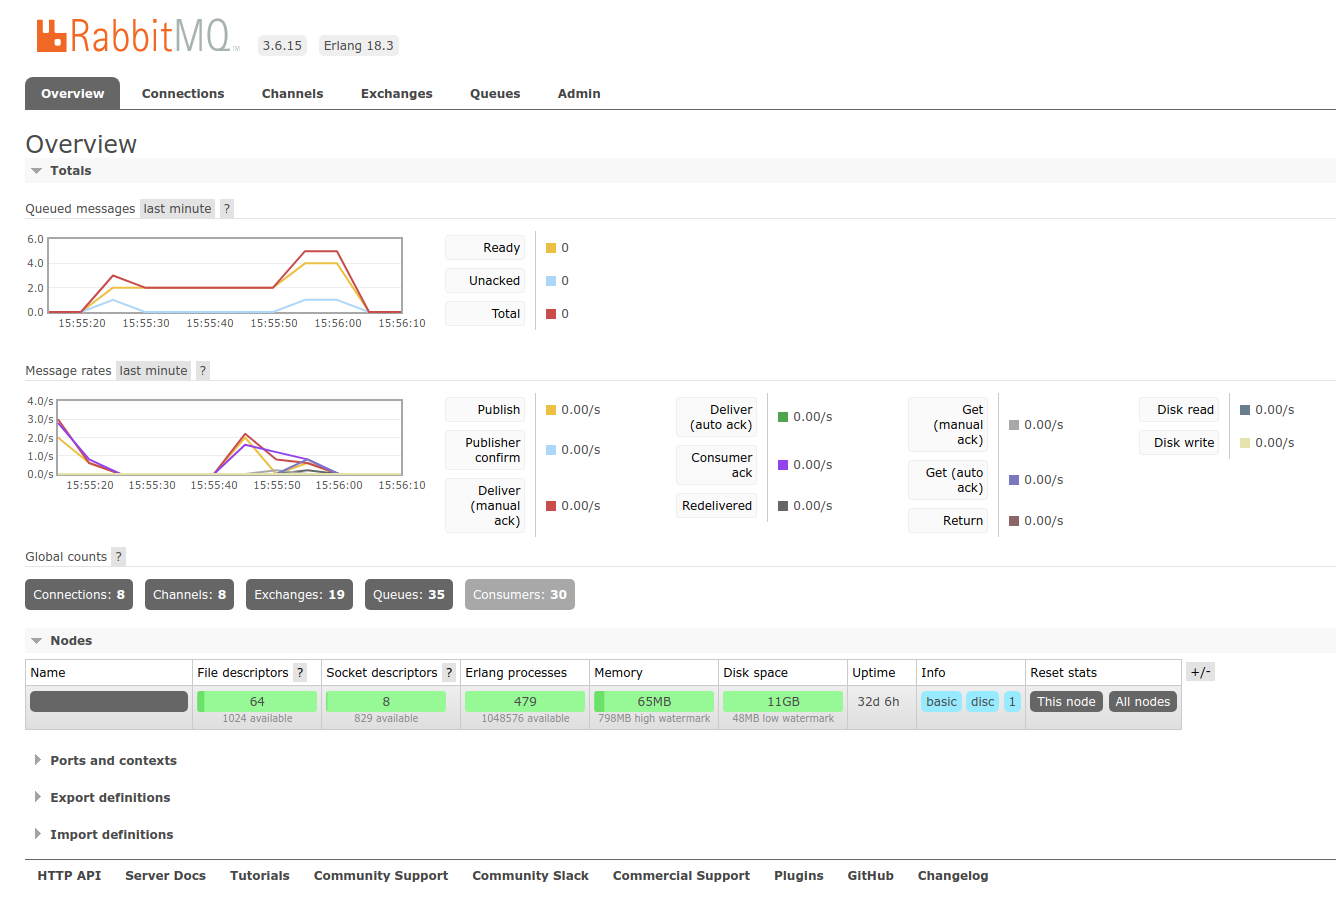 RabbitMQ™ 3.6.15 Erlang 18.3
Overview Connections Channels Exchanges Queues Admin
Overview
Totals
Queued messages last minute ?
6.0
4.0
2.0
0.0
15:55:20 15:55:30 15:55:40 15:55:50 15:56:00 15:56:10
Ready 0
Unacked 0
Total 0
Message rates last minute ?
4.0/s
3.0/s
2.0/s
1.0/s
0.0/s
15:55:20 15:55:30 15:55:40 15:55:50 15:56:00 15:56:10
Publish 0.00/s
Publisher
confirm 0.00/s
Deliver
(manual
ack) 0.00/s
Deliver
(auto ack) 0.00/s
Consumer
ack 0.00/s
Redelivered 0.00/s
Get
(manual
ack) 0.00/s
Get (auto
ack) 0.00/s
Return 0.00/s
Disk read 0.00/s
Disk write 0.00/s
Global counts ?
Connections: 8 Channels: 8 Exchanges: 19 Queues: 35 Consumers: 30
Nodes
Name File descriptors ? Socket descriptors ? Erlang processes Memory Disk space Uptime Info Reset stats +/-
64 8 479 65MB 11GB 32d 6h basic disc 1 This node All nodes
1024 available 829 available 1048576 available 798MB high watermark 48MB low watermark
Ports and contexts
Export definitions
Import definitions
HTTP API Server Docs Tutorials Community Support Community Slack Commercial Support Plugins GitHub Changelog